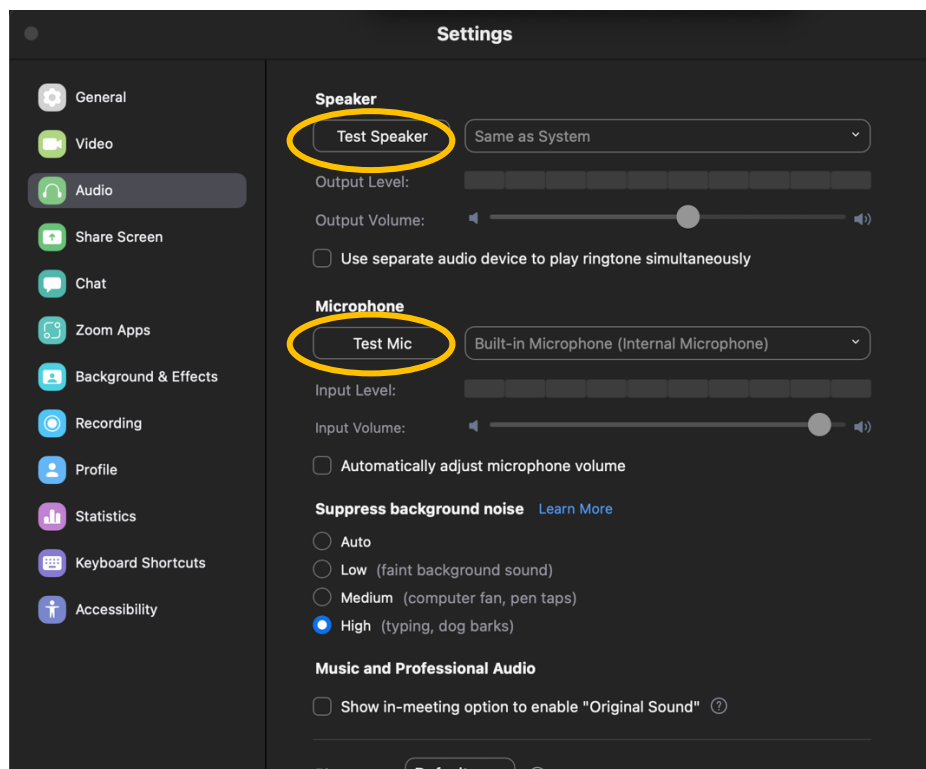 Settings
General
Video
Audio
Share Screen
Chat
Zoom Apps
Background & Effects
Recording
Profile
Statistics
Keyboard Shortcuts
Accessibility
Speaker
Test Speaker Same as System
Output Level:
Output Volume:
Use separate audio device to play ringtone simultaneously
Microphone
Test Mic Built-in Microphone (Internal Microphone)
Input Level:
Input Volume:
Automatically adjust microphone volume
Suppress background noise Learn More
Auto
Low (faint background sound)
Medium (computer fan, pen taps)
High (typing, dog barks)
Music and Professional Audio
Show in-meeting option to enable "Original Sound" ?